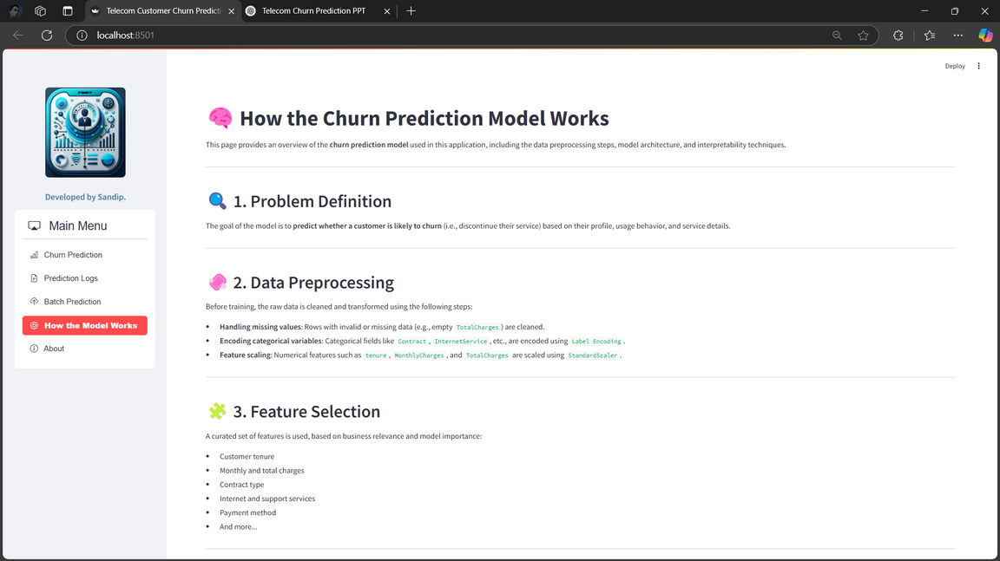 Telecom Customer Churn Predicti
Telecom Churn Prediction PPT
localhost:8501
Deploy
Developed by Sandip.
Main Menu
Churn Prediction
Prediction Logs
Batch Prediction
How the Model Works
About
How the Churn Prediction Model Works
This page provides an overview of the churn prediction model used in this application, including the data preprocessing steps, model architecture, and interpretability techniques.
1. Problem Definition
The goal of the model is to predict whether a customer is likely to churn (i.e., discontinue their service) based on their profile, usage behavior, and service details.
2. Data Preprocessing
Before training, the raw data is cleaned and transformed using the following steps:
• Handling missing values: Rows with invalid or missing data (e.g., empty TotalCharges ) are cleaned.
• Encoding categorical variables: Categorical fields like Contract , InternetService , etc., are encoded using Label Encoding .
• Feature scaling: Numerical features such as tenure , MonthlyCharges , and TotalCharges are scaled using StandardScaler .
3. Feature Selection
A curated set of features is used, based on business relevance and model importance:
• Customer tenure
• Monthly and total charges
• Contract type
• Internet and support services
• Payment method
• And more...